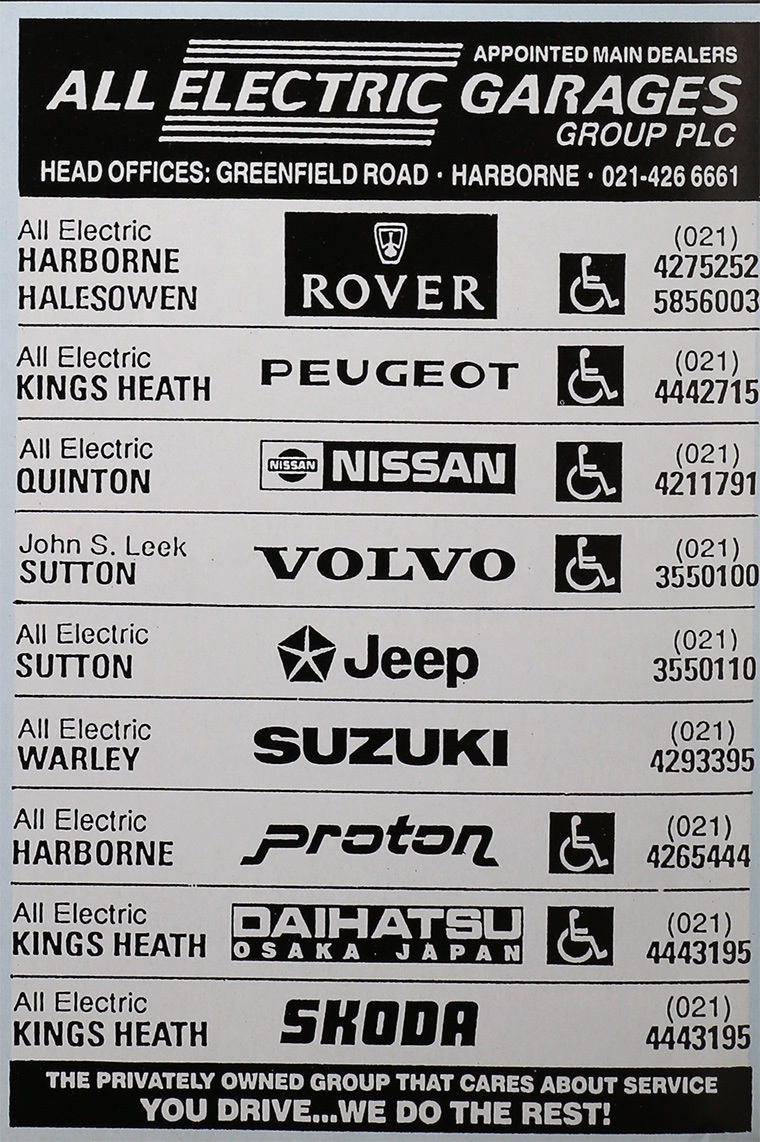 APPOINTED MAIN DEALERS
ALL ELECTRIC GARAGES
GROUP PLC
HEAD OFFICES: GREENFIELD ROAD · HARBORNE · 021-426 6661
All Electric
HARBORNE
HALESOWEN
ROVER
(021)
4275252
5856003
All Electric
KINGS HEATH
PEUGEOT
(021)
4442715
All Electric
QUINTON
NISSAN
NISSAN
(021)
4211791
John S. Leek
SUTTON
VOLVO
(021)
3550100
All Electric
SUTTON
Jeep
(021)
3550110
All Electric
WARLEY
SUZUKI
(021)
4293395
All Electric
HARBORNE
proton
(021)
4265444
All Electric
KINGS HEATH
DAIHATSU
OSAKA JAPAN
(021)
4443195
All Electric
KINGS HEATH
SKODA
(021)
4443195
THE PRIVATELY OWNED GROUP THAT CARES ABOUT SERVICE
YOU DRIVE...WE DO THE REST!